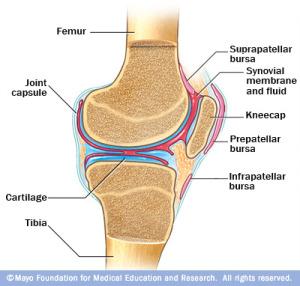 Femur
Suprapatellar
bursa
Synovial
membrane
and fluid
Joint
capsule
Kneecap
Prepatellar
bursa
Infrapatellar
bursa
Cartilage
Tibia
© Mayo Foundation for Medical Education and Research. All rights reserved.